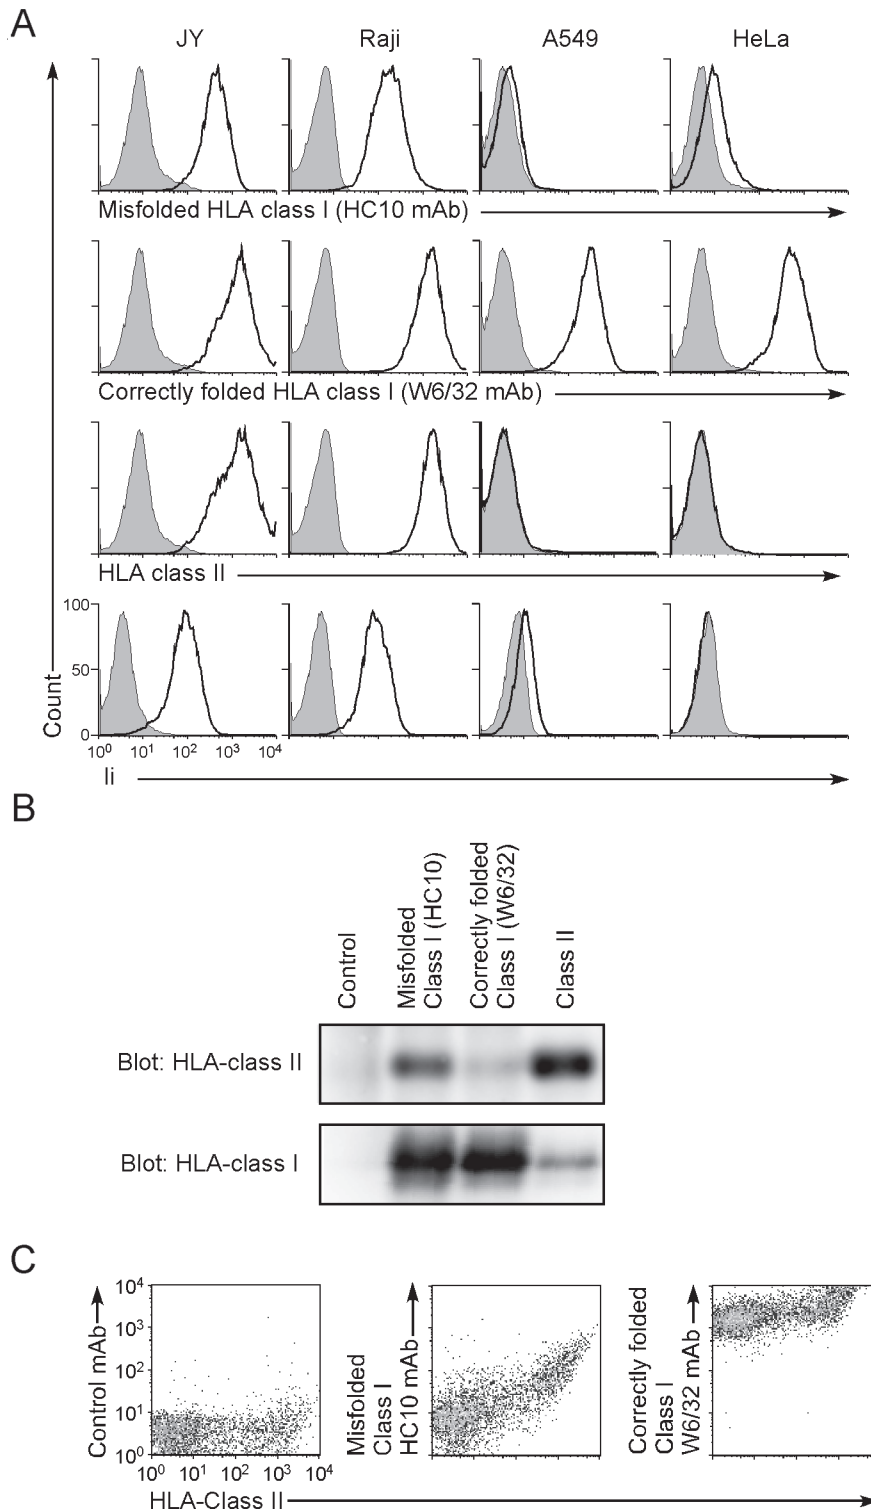 A
JY Raji A549 HeLa
Misfolded HLA class I (HC10 mAb)
Correctly folded HLA class I (W6/32 mAb)
HLA class II
100
50
0
Count
10⁰ 10¹ 10² 10³ 10⁴
Ii
B
Control
Misfolded
Class I (HC10)
Correctly folded
Class I (W6/32)
Class II
Blot: HLA-class II
Blot: HLA-class I
C
Control mAb
10⁴
10³
10²
10¹
10⁰
10⁰ 10¹ 10² 10³ 10⁴
Misfolded
Class I
HC10 mAb
Correctly folded
Class I
W6/32 mAb
HLA-Class II